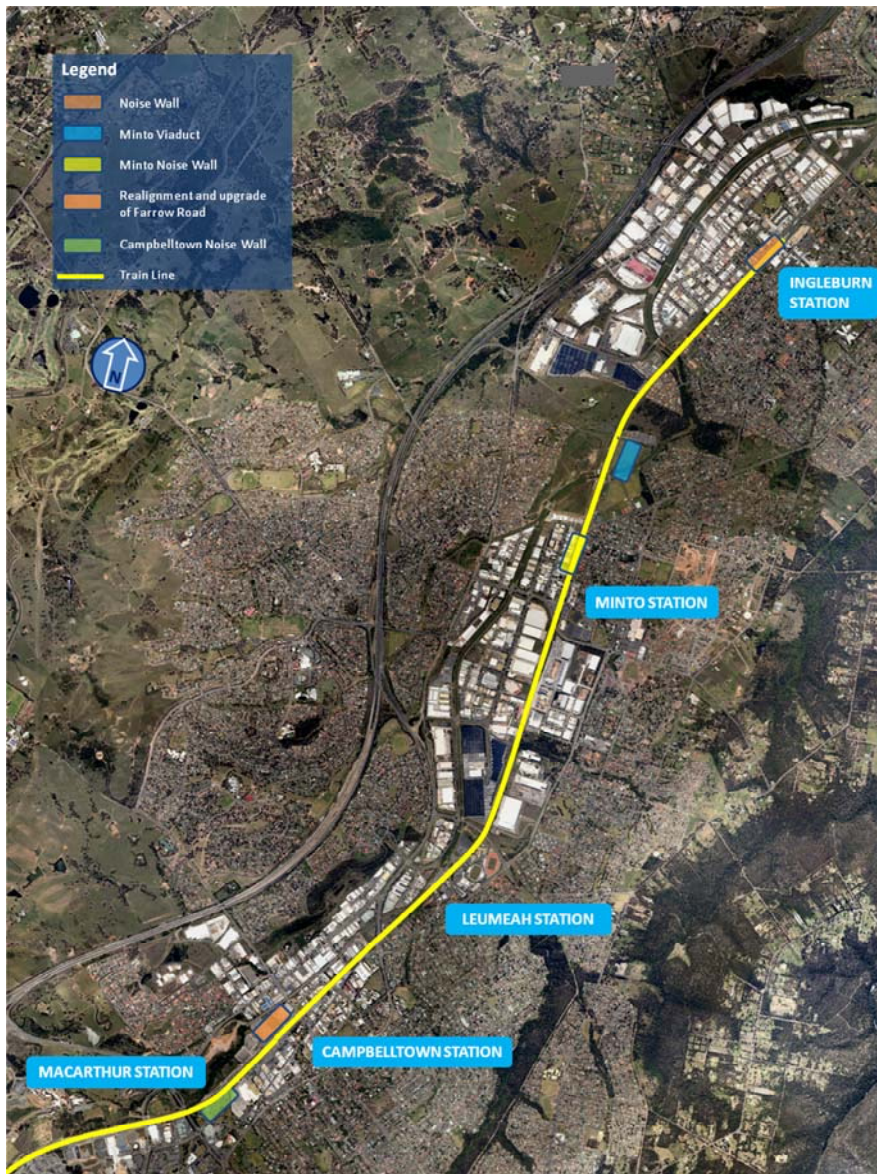 Legend
Noise Wall
Minto Viaduct
Minto Noise Wall
Realignment and upgrade
of Farrow Road
Campbelltown Noise Wall
Train Line
N
INGLEBURN
STATION
MINTO STATION
LEUMEAH STATION
CAMPBELLTOWN STATION
MACARTHUR STATION